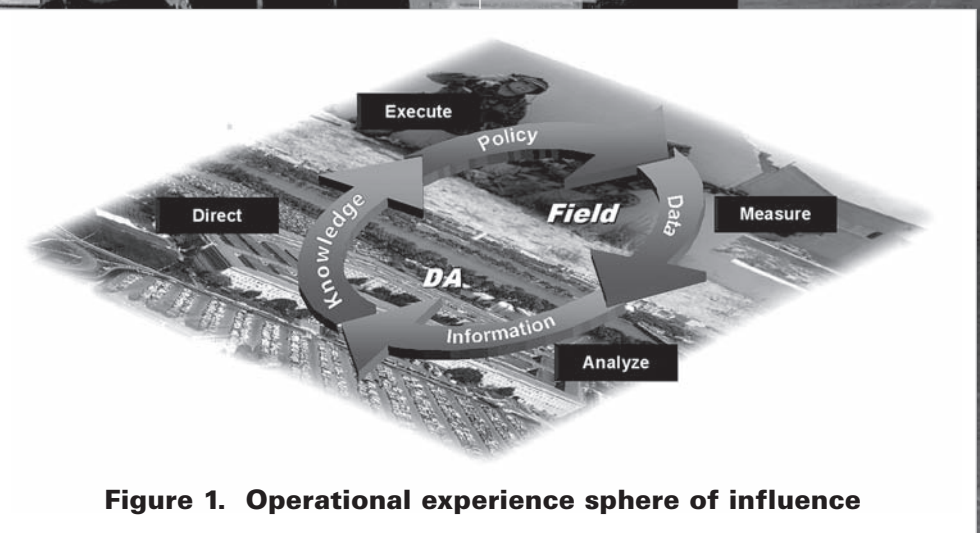 Execute
Policy
Direct
Field
Data
Measure
Knowledge
DA
Information
Analyze
Figure 1. Operational experience sphere of influence